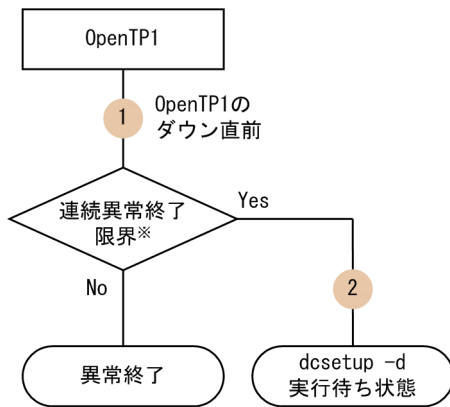 OpenTP1
1
OpenTP1の
ダウン直前
連続異常終了
限界※
Yes
No
2
異常終了
dcsetup -d
実行待ち状態